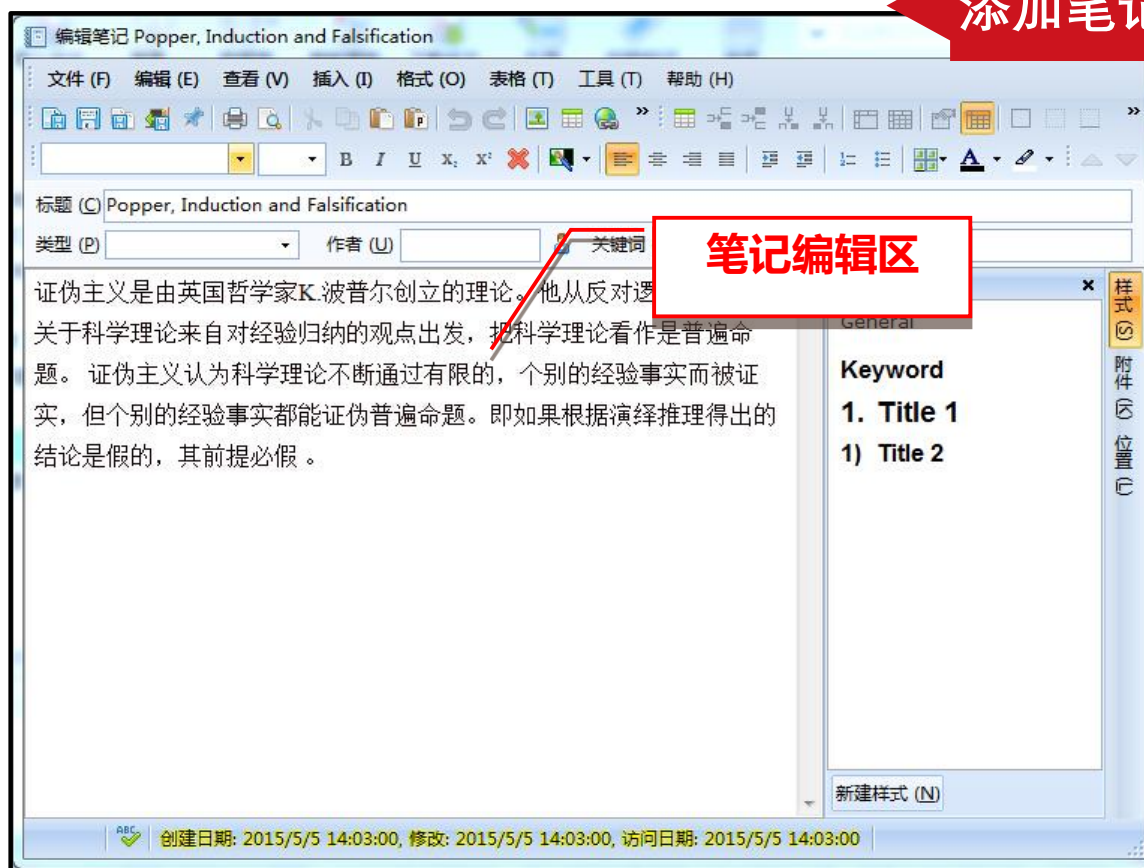 添加笔记
编辑笔记 Popper, Induction and Falsification
文件 (F) 编辑 (E) 查看 (V) 插入 (I) 格式 (O) 表格 (T) 工具 (T) 帮助 (H)
B I U x₂ x² A
标题 (C) Popper, Induction and Falsification
类型 (P) 作者 (U) 关键词
笔记编辑区
证伪主义是由英国哲学家K.波普尔创立的理论。他从反对逻
关于科学理论来自对经验归纳的观点出发，把科学理论看作是普遍命
题。 证伪主义认为科学理论不断通过有限的，个别的经验事实而被证
实，但个别的经验事实都能证伪普遍命题。即如果根据演绎推理得出的
结论是假的，其前提必假 。
General
Keyword
1. Title 1
1) Title 2
样式 (S)
附件 (K)
位置 (L)
新建样式 (N)
ABC 创建日期: 2015/5/5 14:03:00, 修改: 2015/5/5 14:03:00, 访问日期: 2015/5/5 14:03:00